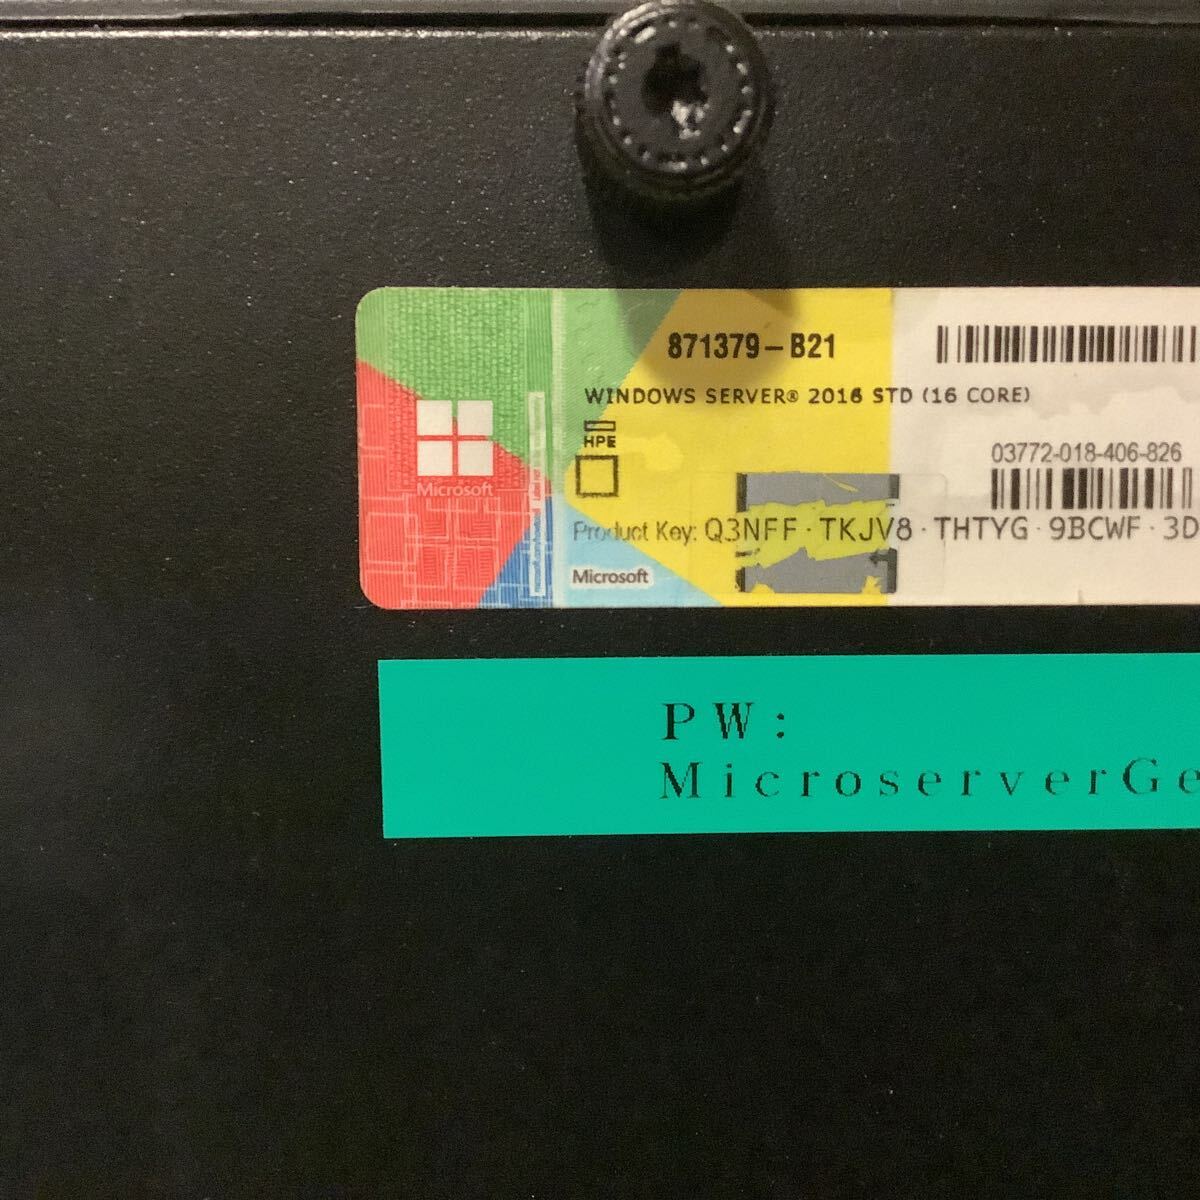 871379-B21
WINDOWS SERVER® 2016 STD (16 CORE)
HPE
03772-018-406-826
Microsoft
Product Key: Q3NFF·TKJV8·THTYG·9BCWF·3D
Microsoft
PW:
MicroserverGe